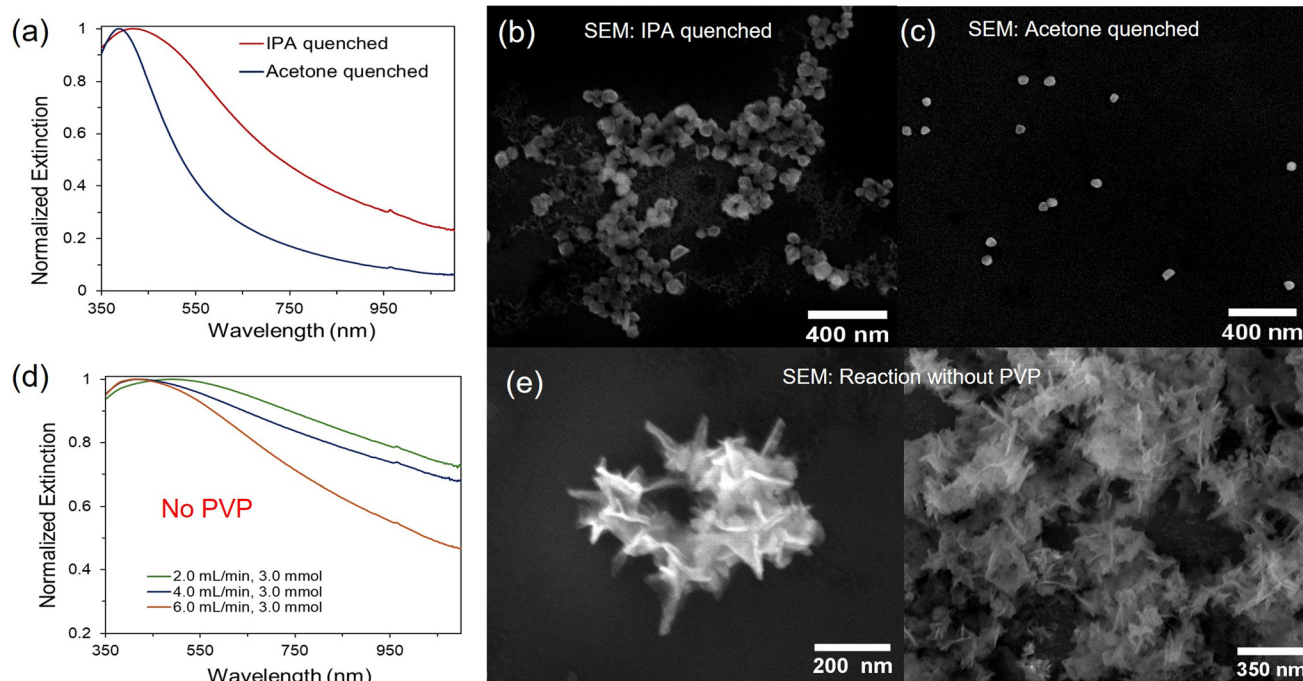 (a)
1
0.8
0.6
0.4
0.2
0
350
550
750
950
Normalized Extinction
Wavelength (nm)
IPA quenched
Acetone quenched
(b)
SEM: IPA quenched
400 nm
(c)
SEM: Acetone quenched
400 nm
(d)
1
0.8
0.6
0.4
0.2
350
550
750
950
Normalized Extinction
Wavelength (nm)
No PVP
2.0 mL/min, 3.0 mmol
4.0 mL/min, 3.0 mmol
6.0 mL/min, 3.0 mmol
(e)
SEM: Reaction without PVP
200 nm
350 nm